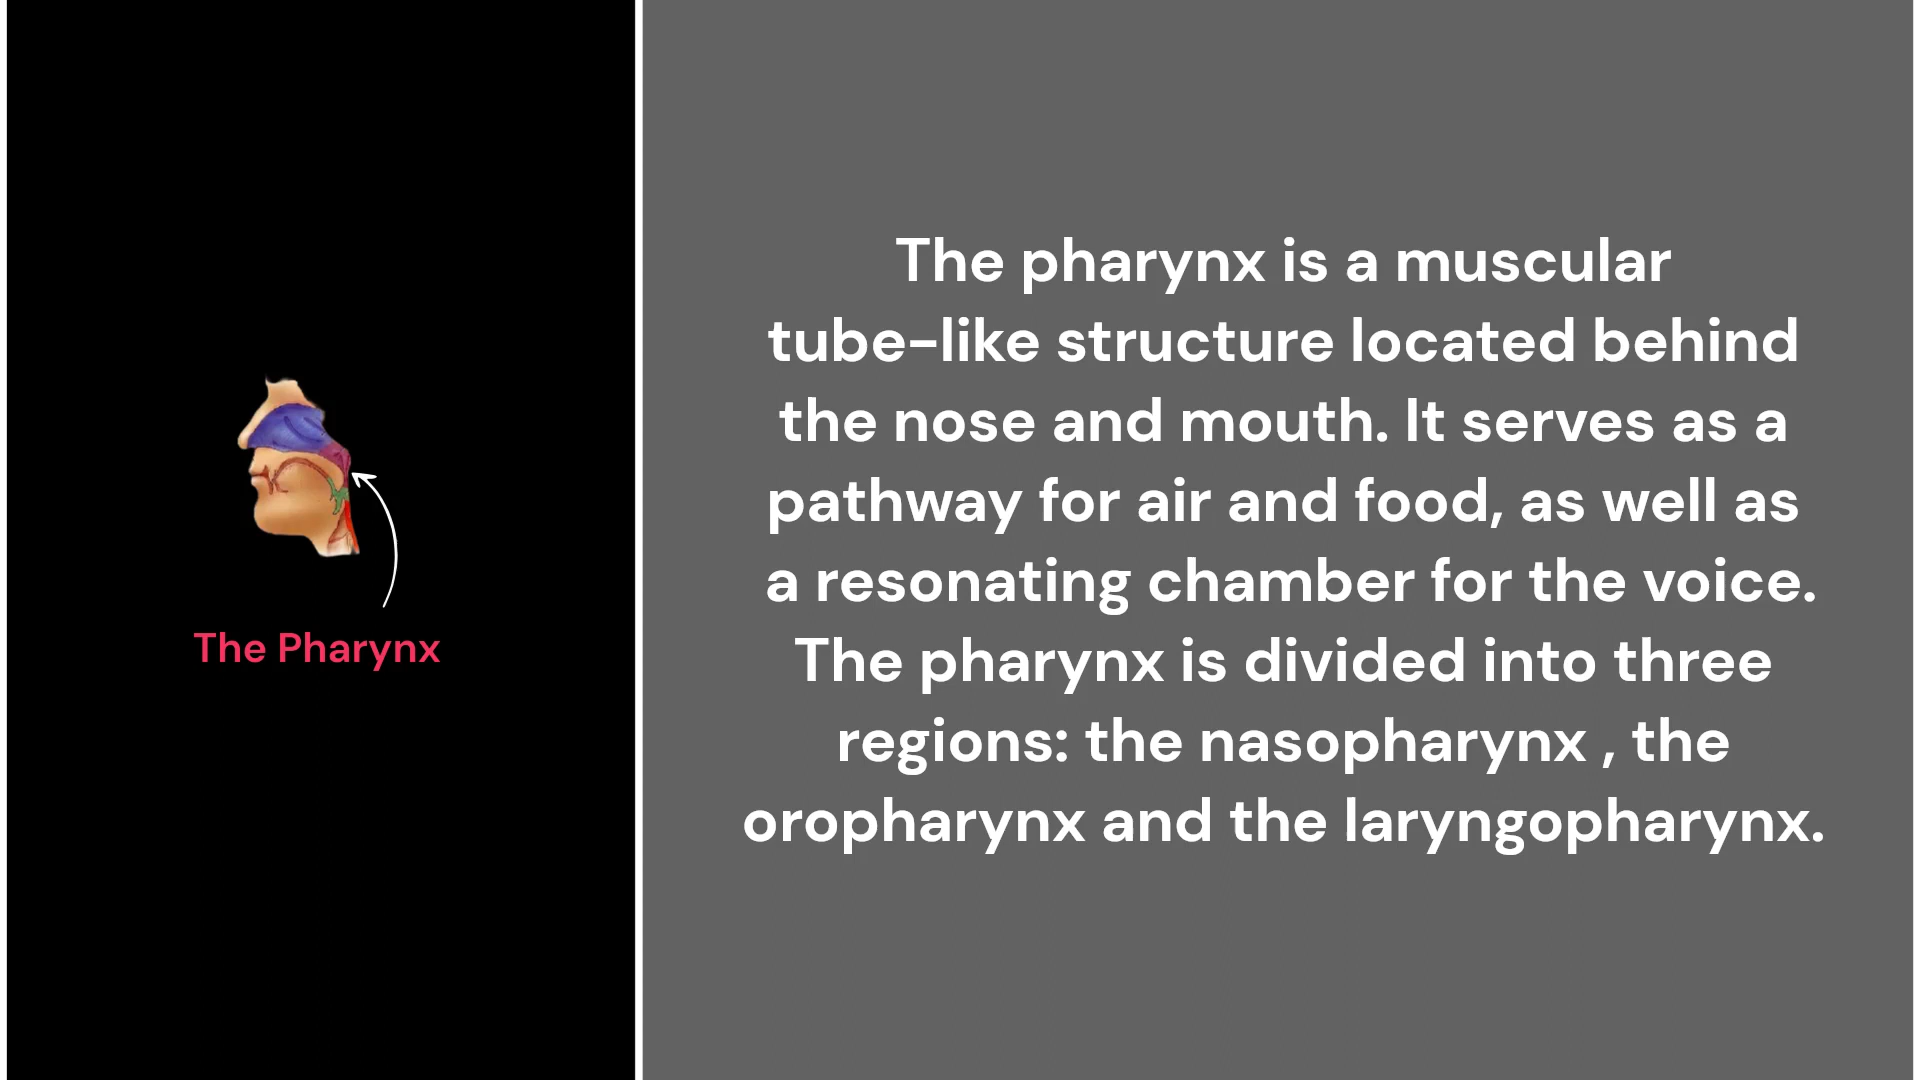 The Pharynx
The pharynx is a muscular
tube-like structure located behind
the nose and mouth. It serves as a
pathway for air and food, as well as
a resonating chamber for the voice.
The pharynx is divided into three
regions: the nasopharynx , the
oropharynx and the laryngopharynx.